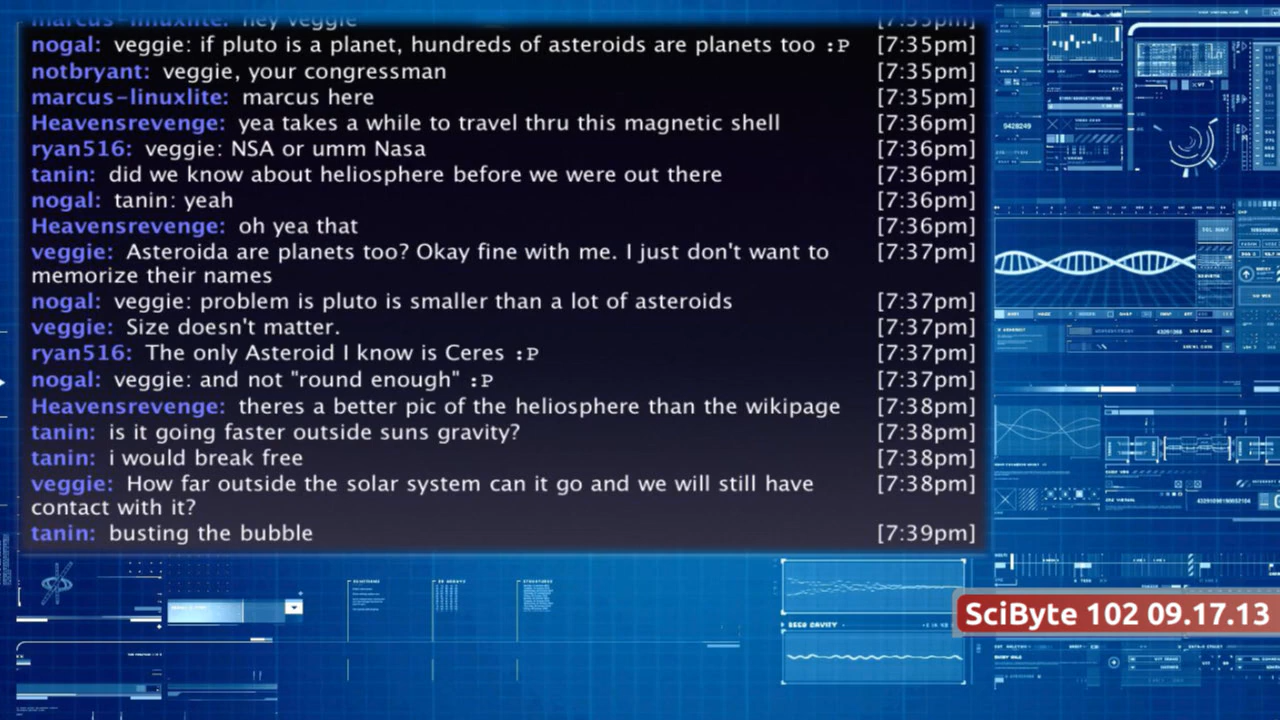 marcus-linuxlite: hey veggie [7:35pm]
nogal: veggie: if pluto is a planet, hundreds of asteroids are planets too :P [7:35pm]
notbryant: veggie, your congressman [7:35pm]
marcus-linuxlite: marcus here [7:35pm]
Heavensrevenge: yea takes a while to travel thru this magnetic shell [7:36pm]
ryan516: veggie: NSA or umm Nasa [7:36pm]
tanin: did we know about heliosphere before we were out there [7:36pm]
nogal: tanin: yeah [7:36pm]
Heavensrevenge: oh yea that [7:36pm]
veggie: Asteroida are planets too? Okay fine with me. I just don't want to [7:37pm]
memorize their names
nogal: veggie: problem is pluto is smaller than a lot of asteroids [7:37pm]
veggie: Size doesn't matter. [7:37pm]
ryan516: The only Asteroid I know is Ceres :P [7:37pm]
nogal: veggie: and not "round enough" :P [7:37pm]
Heavensrevenge: theres a better pic of the heliosphere than the wikipage [7:38pm]
tanin: is it going faster outside suns gravity? [7:38pm]
tanin: i would break free [7:38pm]
veggie: How far outside the solar system can it go and we will still have [7:38pm]
contact with it?
tanin: busting the bubble [7:39pm]
SciByte 102 09.17.13